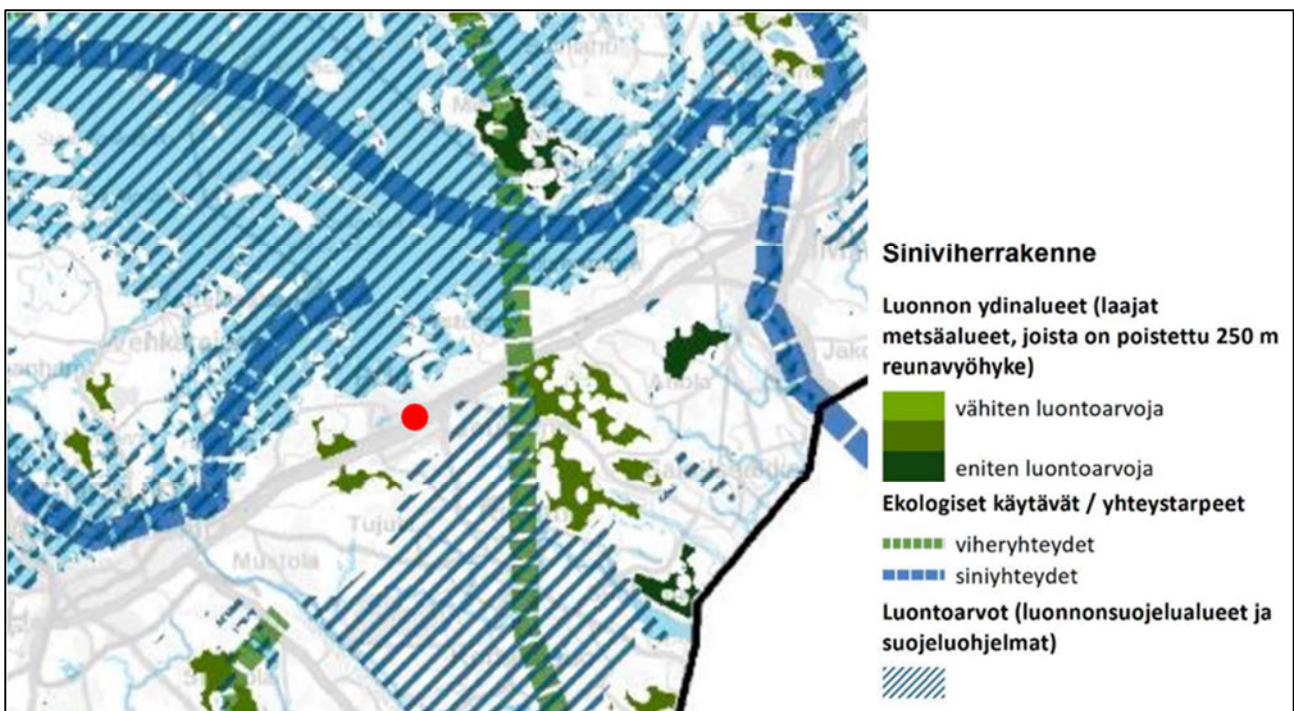 Mustola
Siniviherrakenne
Luonnon ydinalueet (laajat
metsäalueet, joista on poistettu 250 m
reunavyöhyke)
vähiten luontoarvoja
eniten luontoarvoja
Ekologiset käytävät / yhteystarpeet
viheryhteydet
siniyhteydet
Luontoarvot (luonnonsuojelualueet ja
suojeluohjelmat)